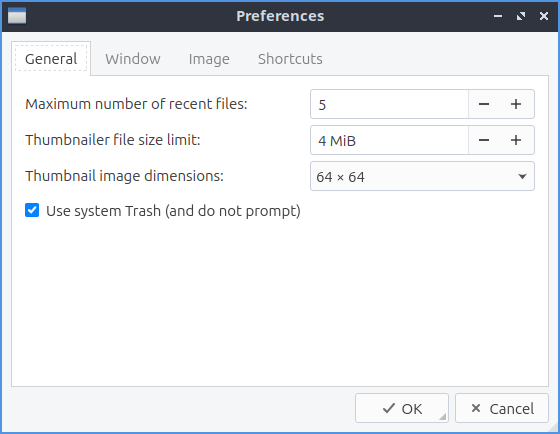 Preferences
General Window Image Shortcuts
Maximum number of recent files: 5
Thumbnailer file size limit: 4 MiB
Thumbnail image dimensions: 64 × 64
Use system Trash (and do not prompt)
OK Cancel